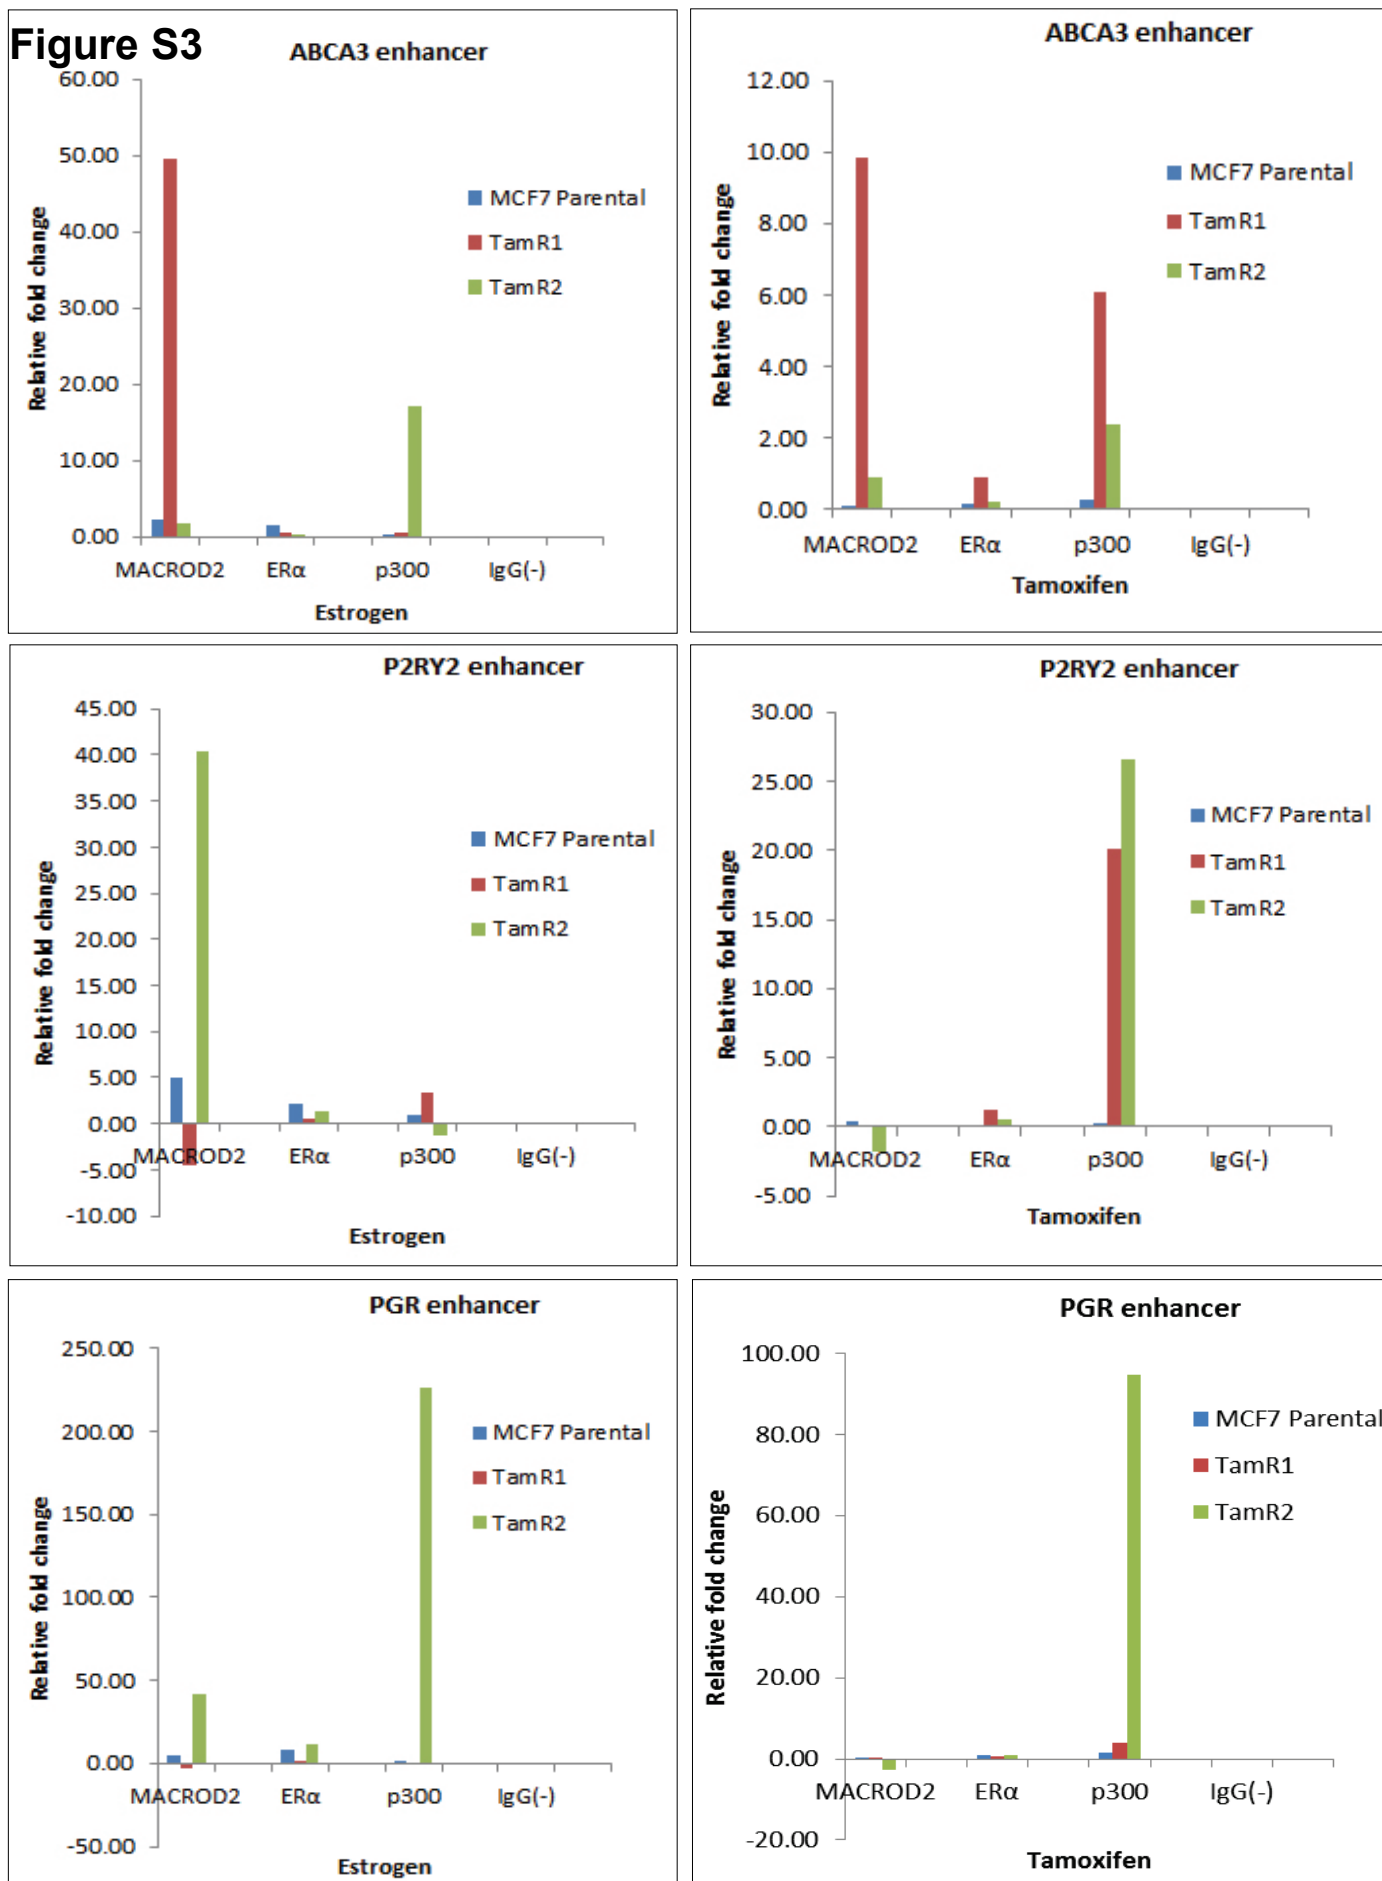 Figure S3
ABCA3 enhancer
60.00
50.00
40.00
30.00
20.00
10.00
0.00
Relative fold change
MCF7 Parental
TamR1
TamR2
MACROD2 ERα p300 IgG(-)
Estrogen
ABCA3 enhancer
12.00
10.00
8.00
6.00
4.00
2.00
0.00
Relative fold change
MCF7 Parental
TamR1
TamR2
MACROD2 ERα p300 IgG(-)
Tamoxifen
P2RY2 enhancer
45.00
40.00
35.00
30.00
25.00
20.00
15.00
10.00
5.00
0.00
-5.00
-10.00
Relative fold change
MCF7 Parental
TamR1
TamR2
MACROD2 ERα p300 IgG(-)
Estrogen
P2RY2 enhancer
30.00
25.00
20.00
15.00
10.00
5.00
0.00
-5.00
Relative fold change
MCF7 Parental
TamR1
TamR2
MACROD2 ERα p300 IgG(-)
Tamoxifen
PGR enhancer
250.00
200.00
150.00
100.00
50.00
0.00
-50.00
Relative fold change
MCF7 Parental
TamR1
TamR2
MACROD2 ERα p300 IgG(-)
Estrogen
PGR enhancer
100.00
80.00
60.00
40.00
20.00
0.00
-20.00
Relative fold change
MCF7 Parental
TamR1
TamR2
MACROD2 ERα p300 IgG(-)
Tamoxifen